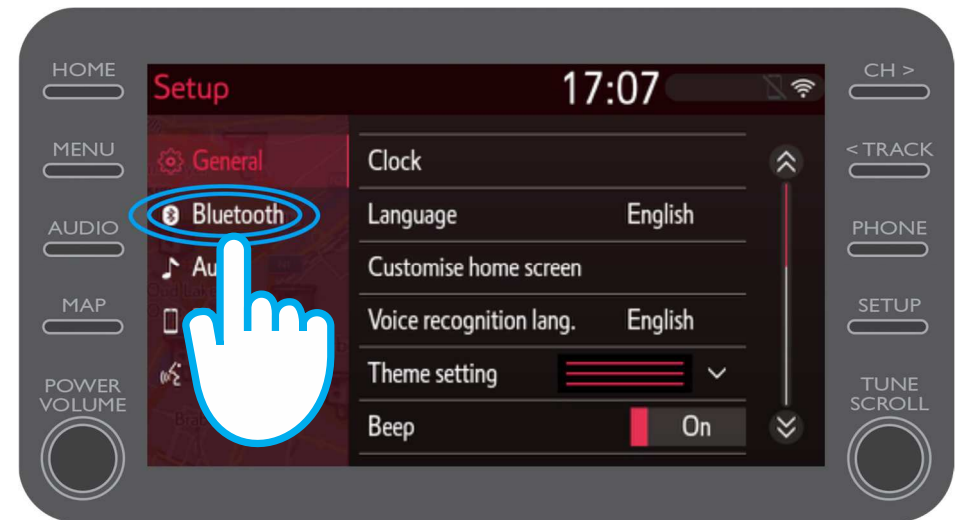 HOME
MENU
AUDIO
MAP
POWER
VOLUME
Setup 17:07
General
Bluetooth
Au
Clock
Language English
Customise home screen
Voice recognition lang. English
Theme setting
Beep On
CH >
< TRACK
PHONE
SETUP
TUNE
SCROLL